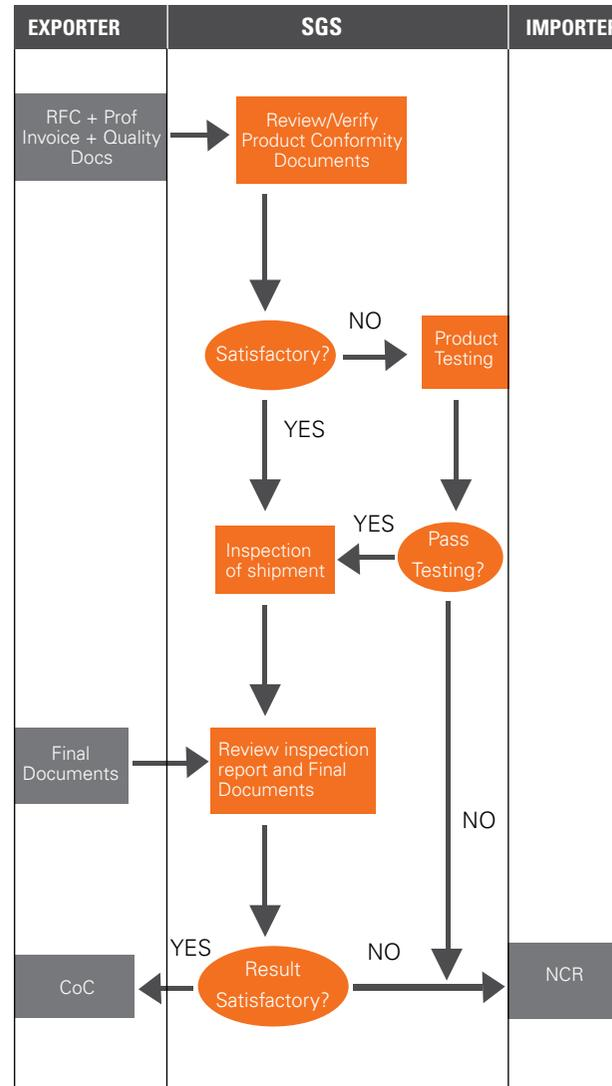 EXPORTER
SGS
IMPORTER
RFC + Prof
Invoice + Quality
Docs
Review/Verify
Product Conformity
Documents
Satisfactory?
NO
Product
Testing
YES
Inspection
of shipment
YES
Pass
Testing?
Final
Documents
Review inspection
report and Final
Documents
NO
CoC
YES
Result
Satisfactory?
NO
NCR